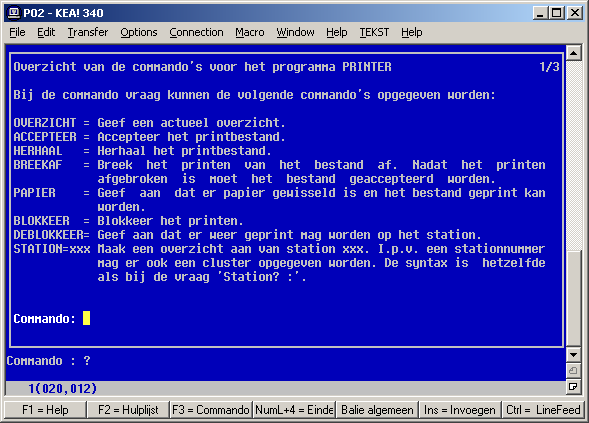 PO2 - KEA! 340
File Edit Transfer Options Connection Macro Window Help TEKST Help
Overzicht van de commando's voor het programma PRINTER 1/3
Bij de commando vraag kunnen de volgende commando's opgegeven worden:
OVERZICHT = Geef een actueel overzicht.
ACCEPTEER = Accepteer het printbestand.
HERHAAL = Herhaal het printbestand.
BREEKAF = Breek het printen van het bestand af. Nadat het printen
afgebroken is moet het bestand geaccepteerd worden.
PAPIER = Geef aan dat er papier gewisseld is en het bestand geprint kan
worden.
BLOKKEER = Blokkeer het printen.
DEBLOKKEER= Geef aan dat er weer geprint mag worden op het station.
STATION=xxx Maak een overzicht aan van station xxx. I.p.v. een stationnummer
mag er ook een cluster opgegeven worden. De syntax is hetzelfde
als bij de vraag 'Station? :'.
Commando:
Commando : ?
1(020,012)
F1 = Help F2 = Hulplijst F3 = Commando NumL+4 = Einde Balie algemeen Ins = Invoegen Ctrl = LineFeed